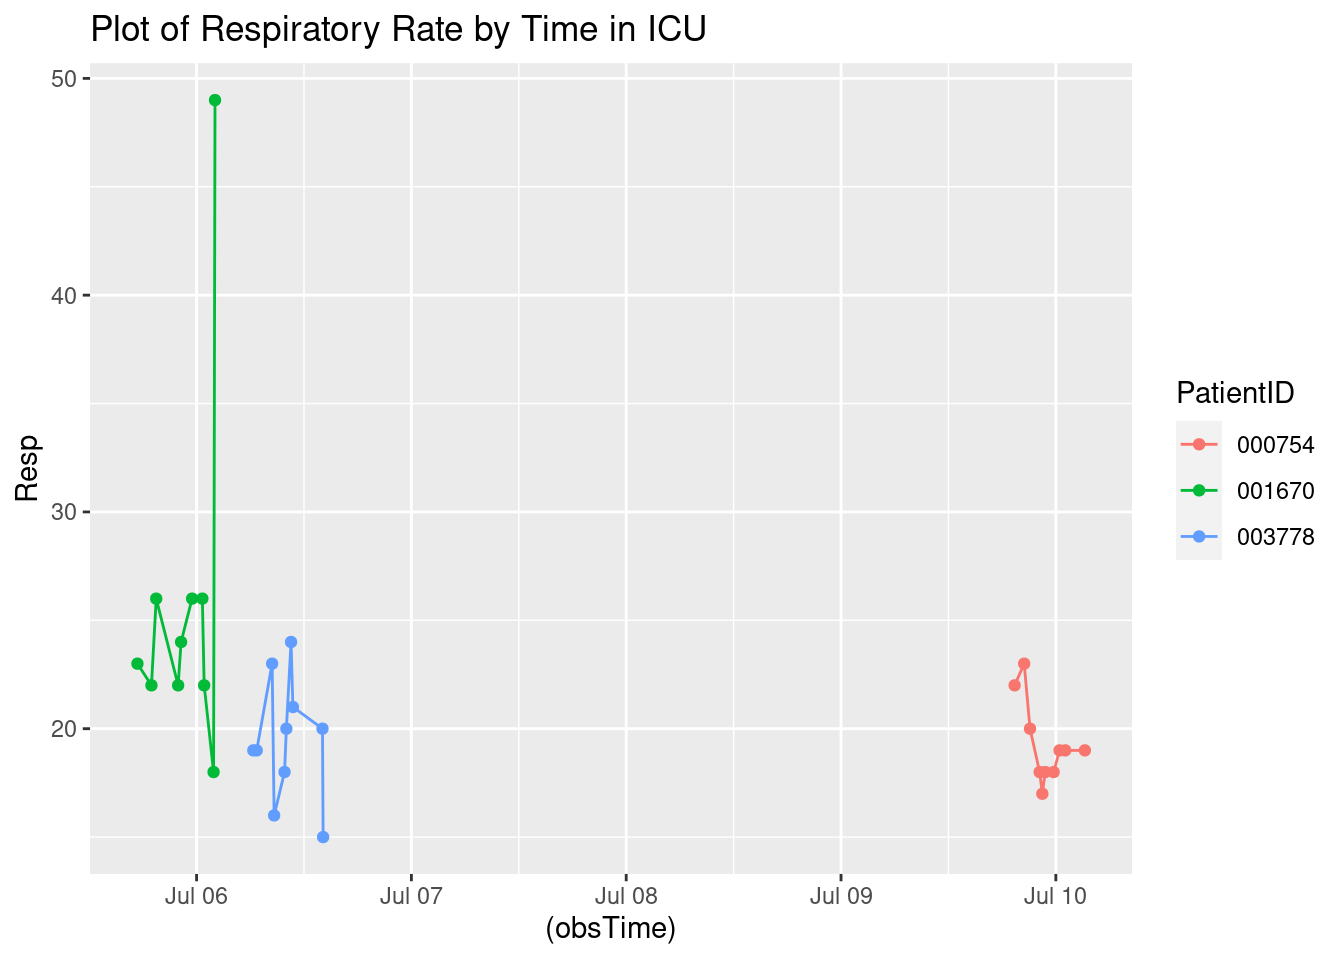 Plot of Respiratory Rate by Time in ICU
50
40
30
20
Resp
Jul 06
Jul 07
Jul 08
Jul 09
Jul 10
(obsTime)
PatientID
000754
001670
003778